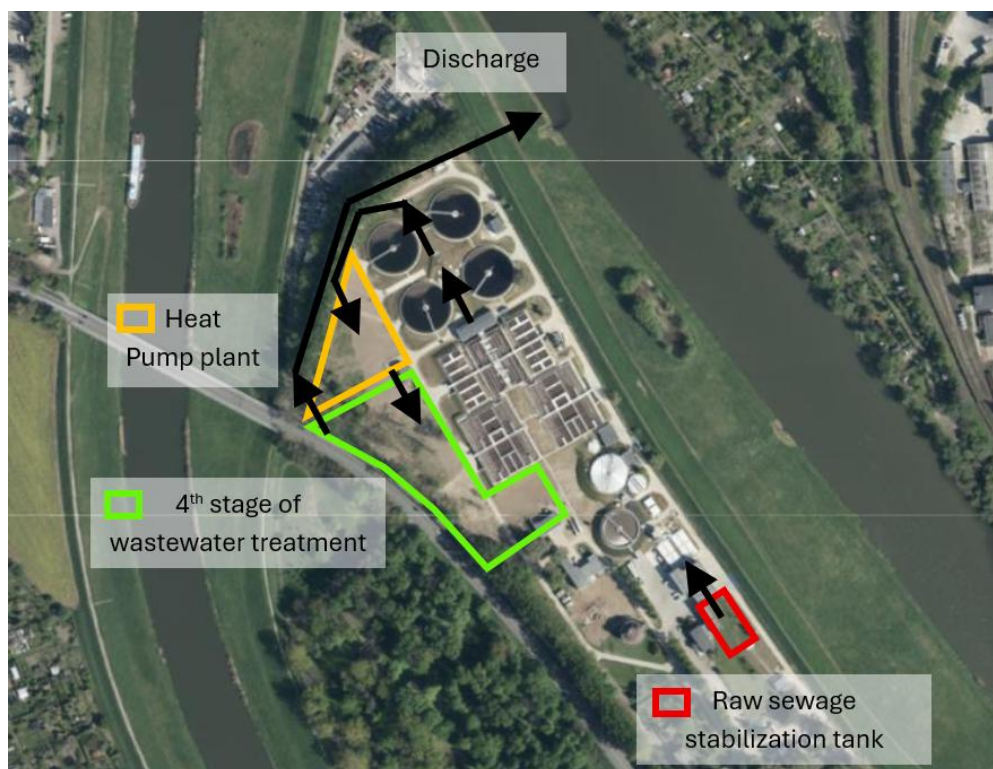 Discharge
Heat
Pump plant
4th stage of
wastewater treatment
Raw sewage
stabilization tank